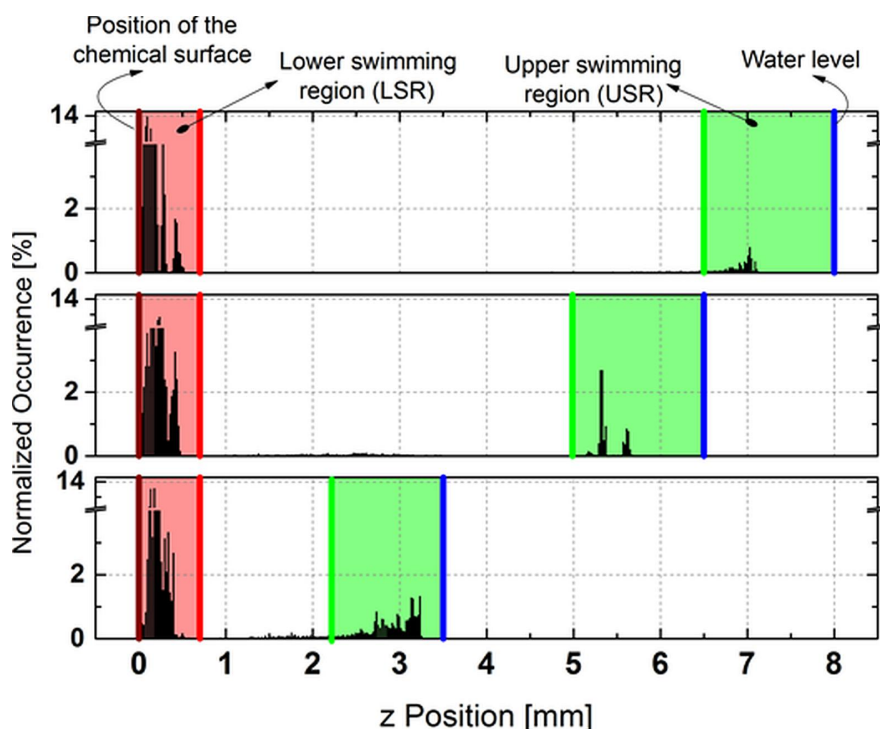 Position of the
chemical surface
Lower swimming
region (LSR)
Upper swimming
region (USR)
Water level
Normalized Occurrence [%]
14
2
0
14
2
0
14
2
0
0 1 2 3 4 5 6 7 8
z Position [mm]